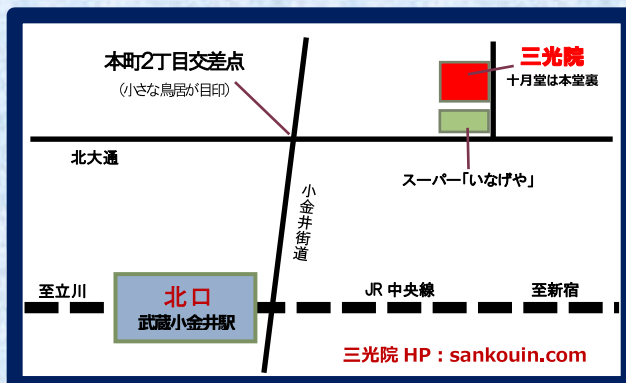 本町2丁目交差点
(小さな鳥居が目印)
三光院
十月堂は本堂裏
北大通
スーパー「いなげや」
小金井街道
至立川
北口
武蔵小金井駅
JR 中央線
至新宿
三光院 HP : sankouin.com